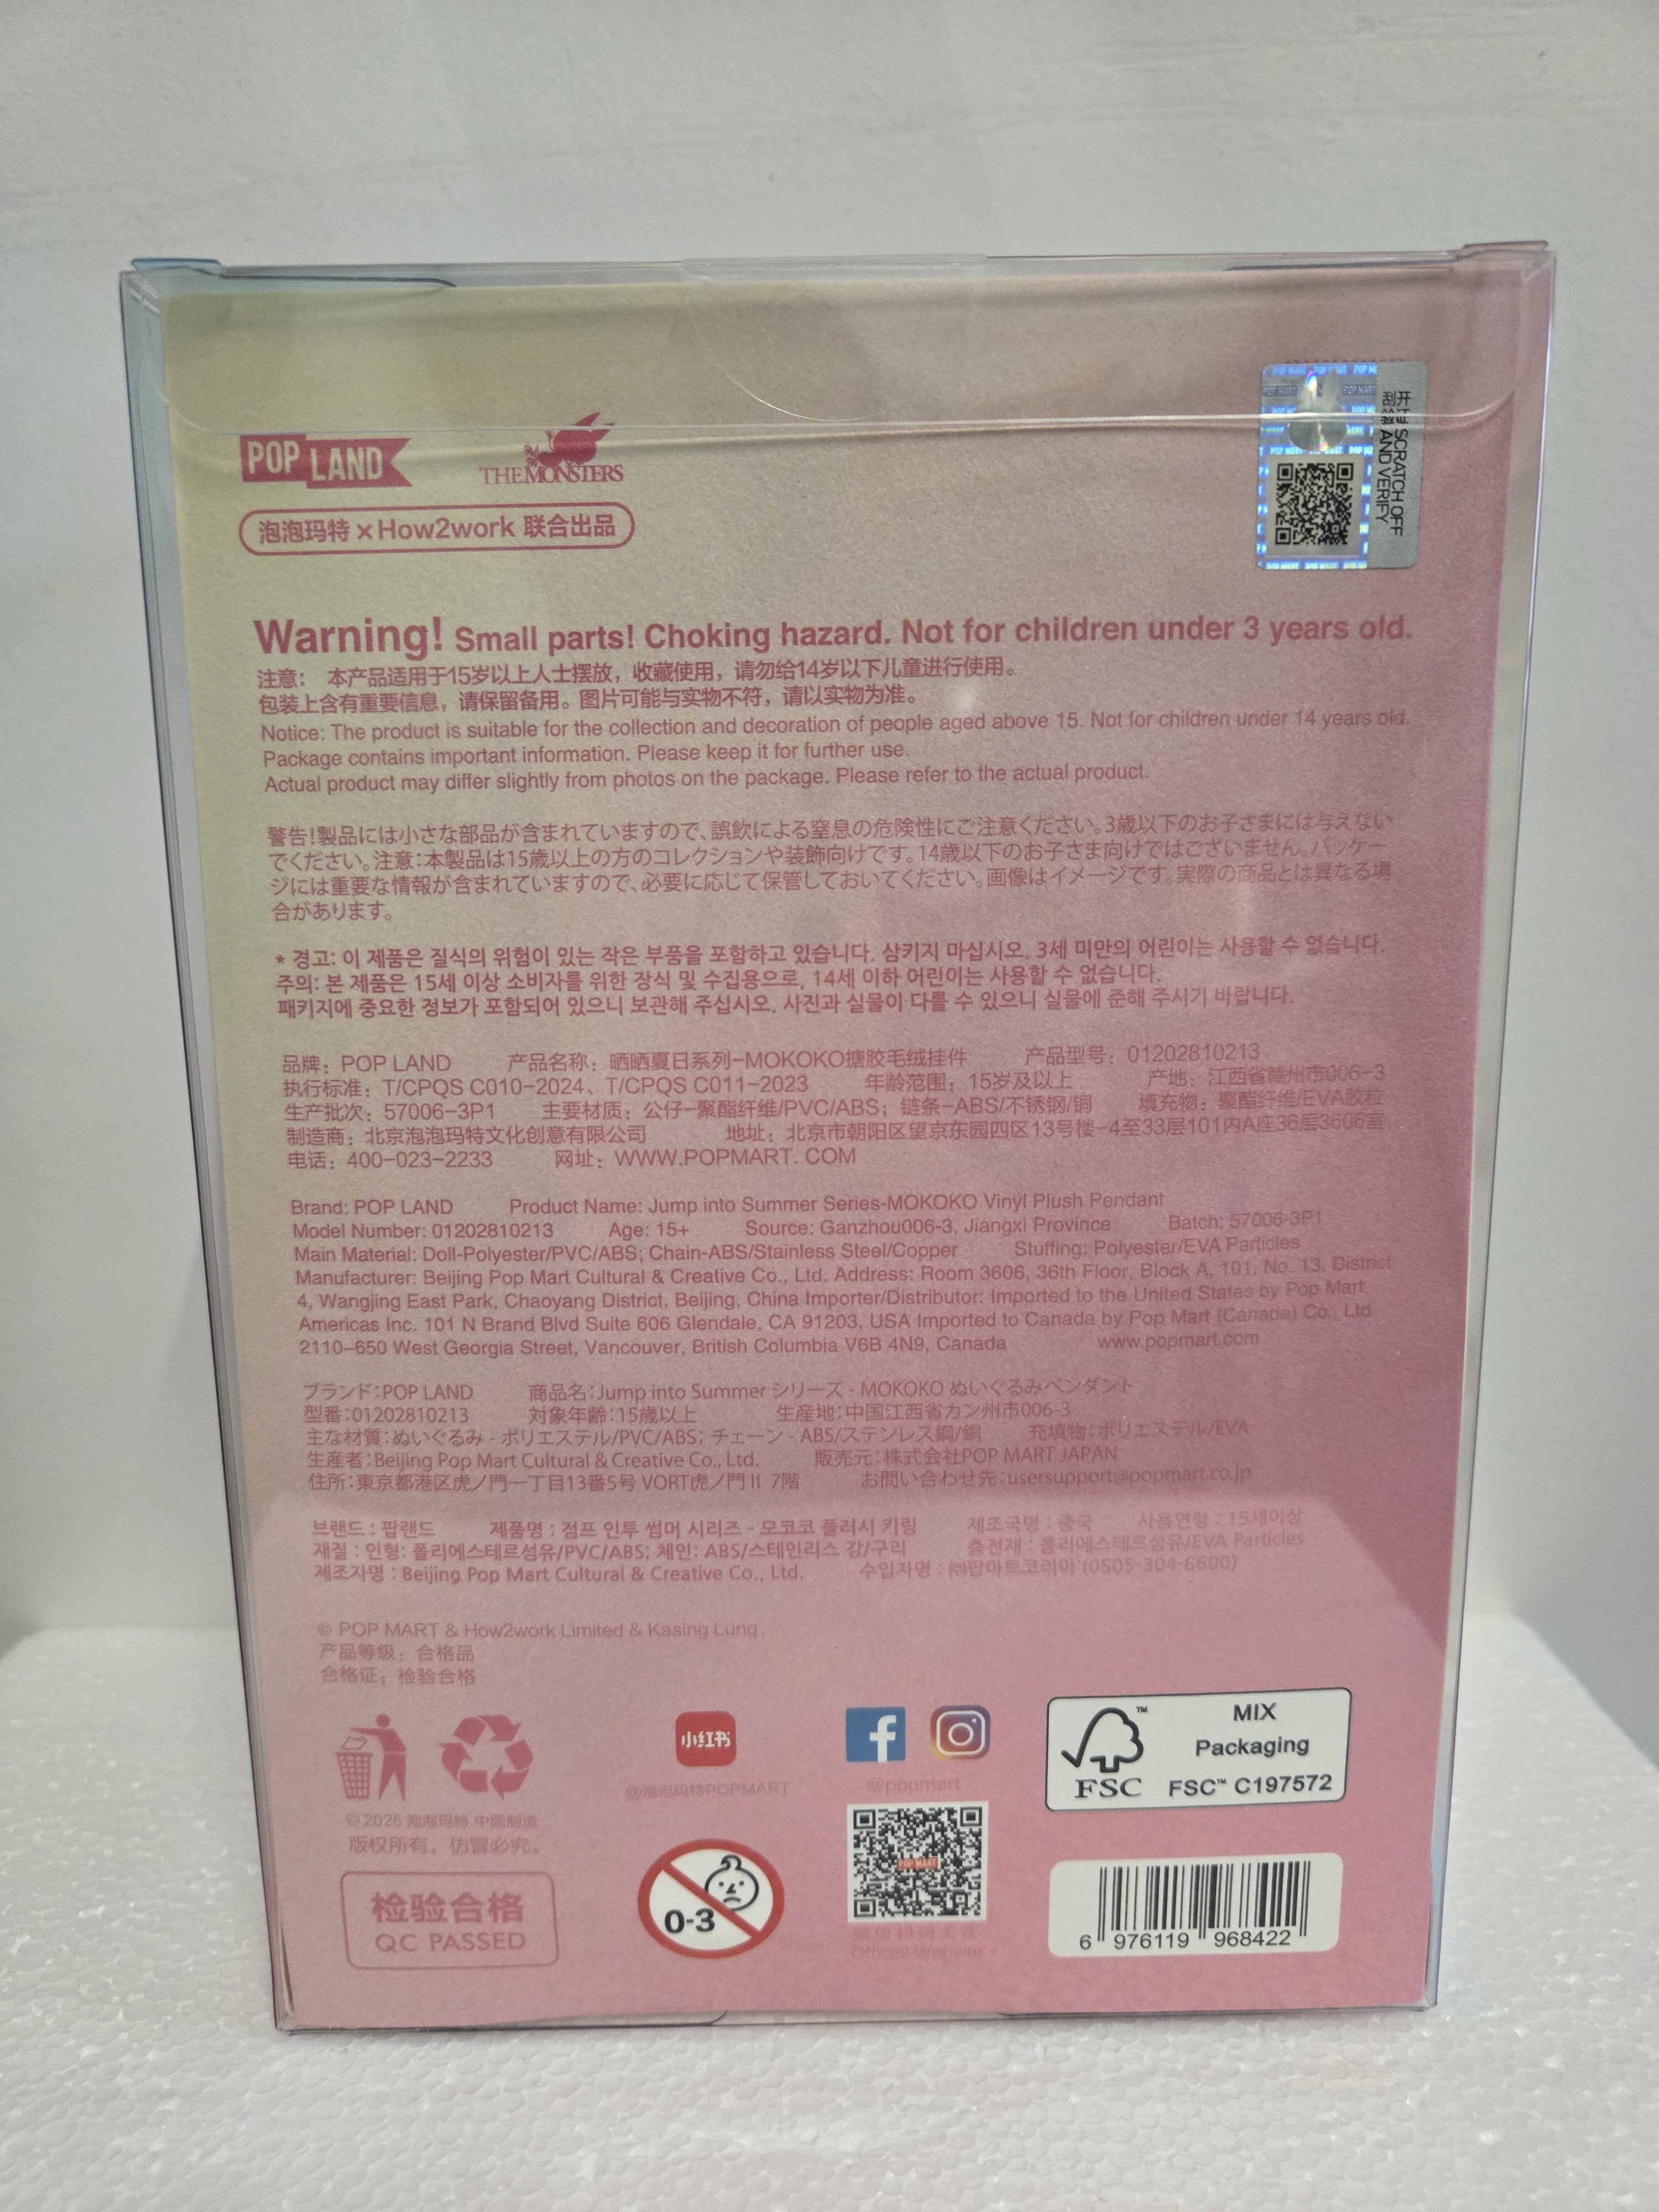 POP LAND
THE MONSTERS
泡泡玛特 × How2work 联合出品
POP MART
SCRATCH OFF
AND VERIFY
Warning! Small parts! Choking hazard. Not for children under 3 years old.
注意： 本产品适用于15岁以上人士摆放，收藏使用，请勿给14岁以下儿童进行使用。
包装上含有重要信息，请保留备用。图片可能与实物不符，请以实物为准。
Notice: The product is suitable for the collection and decoration of people aged above 15. Not for children under 14 years old.
Package contains important information. Please keep it for further use.
Actual product may differ slightly from photos on the package. Please refer to the actual product.
警告！製品には小さな部品が含まれていますので、誤飲による窒息の危険性にご注意ください。3歳以下のお子さまには与えない
でください。注意：本製品は15歳以上の方のコレクションや装飾向けです。14歳以下のお子さま向けではございません。パッケー
ジには重要な情報が含まれていますので、必要に応じて保管しておいてください。画像はイメージです。実際の商品とは異なる場
合があります。
* 경고: 이 제품은 질식의 위험이 있는 작은 부품을 포함하고 있습니다. 삼키지 마십시오. 3세 미만의 어린이는 사용할 수 없습니다.
주의: 본 제품은 15세 이상 소비자를 위한 장식 및 수집용으로, 14세 이하 어린이는 사용할 수 없습니다.
패키지에 중요한 정보가 포함되어 있으니 보관해 주십시오. 사진과 실물이 다를 수 있으니 실물에 준해 주시기 바랍니다.
品牌：POP LAND 产品名称：晒晒夏日系列-MOKOKO搪胶毛绒挂件 产品型号：01202810213
执行标准：T/CPQS C010-2024、T/CPQS C011-2023 年龄范围：15岁及以上 产地：江西省赣州市006-3
生产批次：57006-3P1 主要材质：公仔-聚酯纤维/PVC/ABS；链条-ABS/不锈钢/铜 填充物：聚酯纤维/EVA胶粒
制造商：北京泡泡玛特文化创意有限公司 地址：北京市朝阳区望京东园四区13号楼-4至33层101内A座36层3606室
电话：400-023-2233 网址：WWW.POPMART. COM
Brand: POP LAND Product Name: Jump into Summer Series-MOKOKO Vinyl Plush Pendant
Model Number: 01202810213 Age: 15+ Source: Ganzhou006-3, Jiangxi Province Batch: 57006-3P1
Main Material: Doll-Polyester/PVC/ABS; Chain-ABS/Stainless Steel/Copper Stuffing: Polyester/EVA Particles
Manufacturer: Beijing Pop Mart Cultural & Creative Co., Ltd. Address: Room 3606, 36th Floor, Block A, 101, No. 13, District
4, Wangjing East Park, Chaoyang District, Beijing, China Importer/Distributor: Imported to the United States by Pop Mart
Americas Inc. 101 N Brand Blvd Suite 606 Glendale, CA 91203, USA Imported to Canada by Pop Mart (Canada) Co., Ltd
2110-650 West Georgia Street, Vancouver, British Columbia V6B 4N9, Canada www.popmart.com
ブランド：POP LAND 商品名：Jump into Summer シリーズ - MOKOKO ぬいぐるみペンダント
型番：01202810213 対象年齢：15歳以上 生産地：中国江西省カン州市006-3
主な材質：ぬいぐるみ - ポリエステル/PVC/ABS；チェーン - ABS/ステンレス鋼/銅 充填物：ポリエステル/EVA
生産者：Beijing Pop Mart Cultural & Creative Co., Ltd. 販売元：株式会社POP MART JAPAN
住所：東京都港区虎ノ門一丁目13番5号 VORT虎ノ門Ⅱ 7階 お問い合わせ先：usersupport@popmart.co.jp
브랜드 : 팝랜드 제품명 : 점프 인투 썸머 시리즈 - 모코코 플러시 키링 제조국명 : 중국 사용연령 : 15세이상
재질 : 인형: 폴리에스테르섬유/PVC/ABS; 체인: ABS/스테인리스 강/구리 충전재 : 폴리에스테르섬유/EVA Particles
제조자명 : Beijing Pop Mart Cultural & Creative Co., Ltd. 수입자명 : ㈜팝마트코리아 (0505-304-6600)
© POP MART & How2work Limited & Kasing Lung.
产品等级：合格品
合格证：检验合格
小红书
@泡泡玛特POPMART
@popmart
FSC™
MIX
Packaging
FSC™ C197572
© 2025 泡泡玛特 中国制造
版权所有，仿冒必究。
检验合格
QC PASSED
0-3
POP MART
Official Website
6 976119 968422